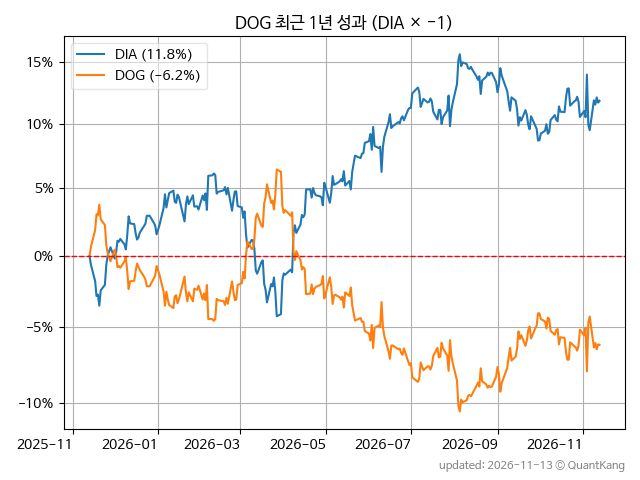 DOG 최근 1년 성과 (DIA × −1)
DIA (11.8%)
DOG (−6.2%)
15%
10%
5%
0%
−5%
−10%
2025-11 2026-01 2026-03 2026-05 2026-07 2026-09 2026-11
updated: 2026-11-13 ⓒ QuantKang